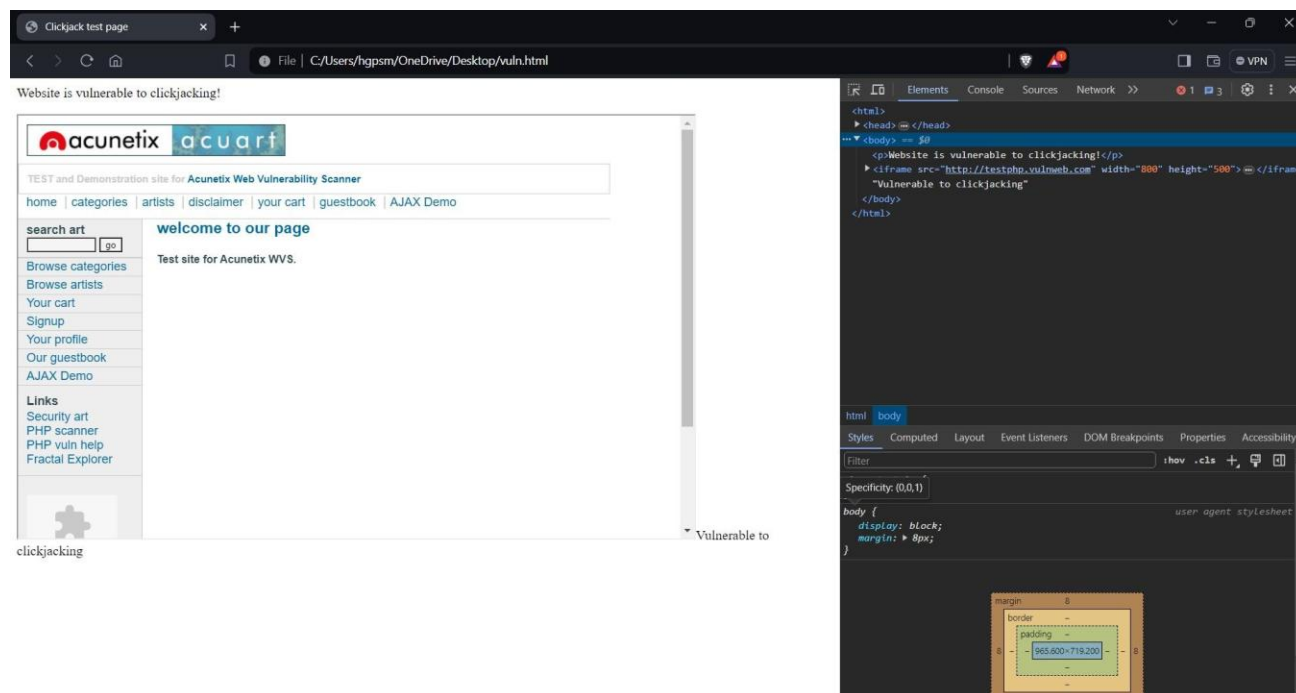 Clickjack test page
File | C:/Users/hgpsm/OneDrive/Desktop/vuln.html
VPN
Website is vulnerable to clickjacking!
acunetix acuart
TEST and Demonstration site for Acunetix Web Vulnerability Scanner
home | categories | artists | disclaimer | your cart | guestbook | AJAX Demo
search art
go
Browse categories
Browse artists
Your cart
Signup
Your profile
Our guestbook
AJAX Demo
Links
Security art
PHP scanner
PHP vuln help
Fractal Explorer
welcome to our page
Test site for Acunetix WVS.
Vulnerable to
clickjacking
Elements Console Sources Network 1 3
<html>
<head> </head>
<body> == $0
<p>Website is vulnerable to clickjacking!</p>
<iframe src="http://testphp.vulnweb.com" width="800" height="500"> </ifram
"Vulnerable to clickjacking"
</body>
</html>
html body
Styles Computed Layout Event Listeners DOM Breakpoints Properties Accessibility
Filter :hov .cls
Specificity: (0,0,1)
body { user agent stylesheet
display: block;
margin: 8px;
}
margin 8
border -
padding -
8 - - 965.600×719.200 - - 8
-
-